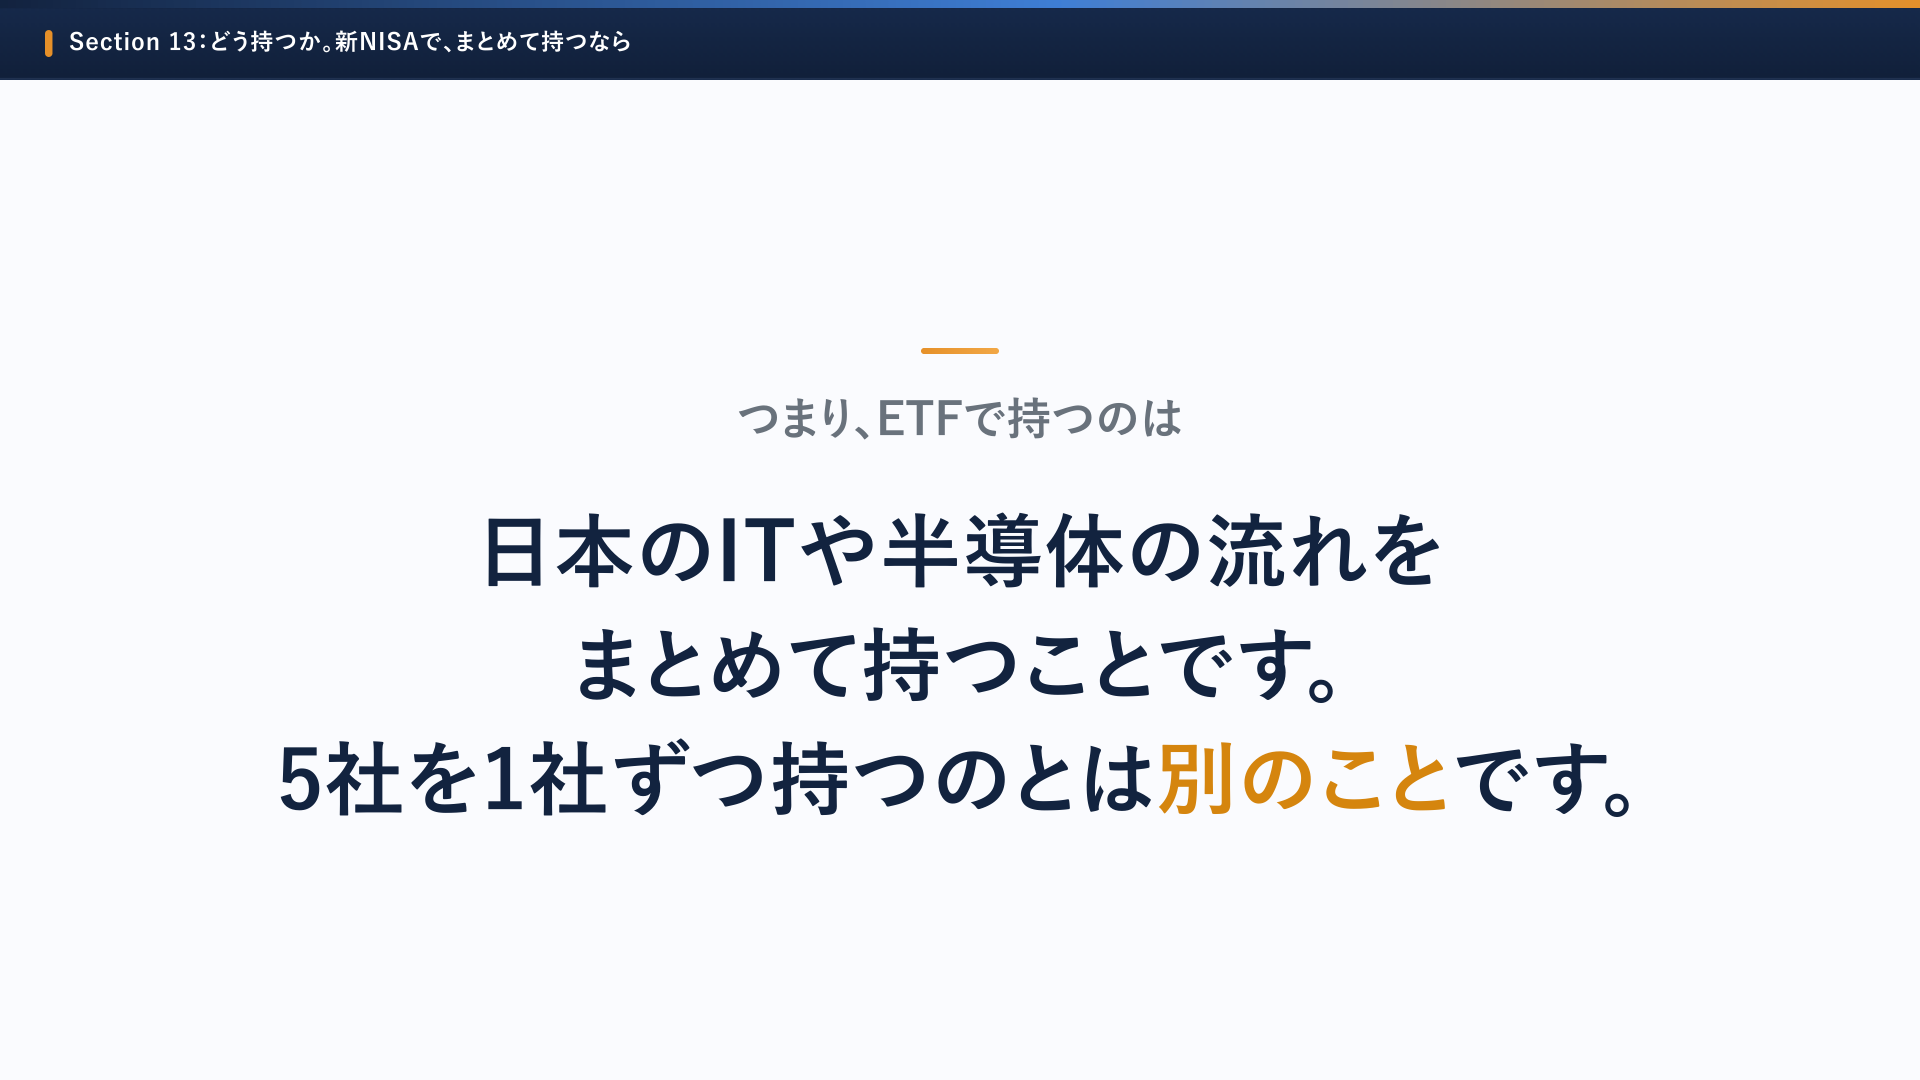 Section 13：どう持つか。新NISAで、まとめて持つなら
つまり、ETFで持つのは
日本のITや半導体の流れを
まとめて持つことです。
5社を1社ずつ持つのとは別のことです。